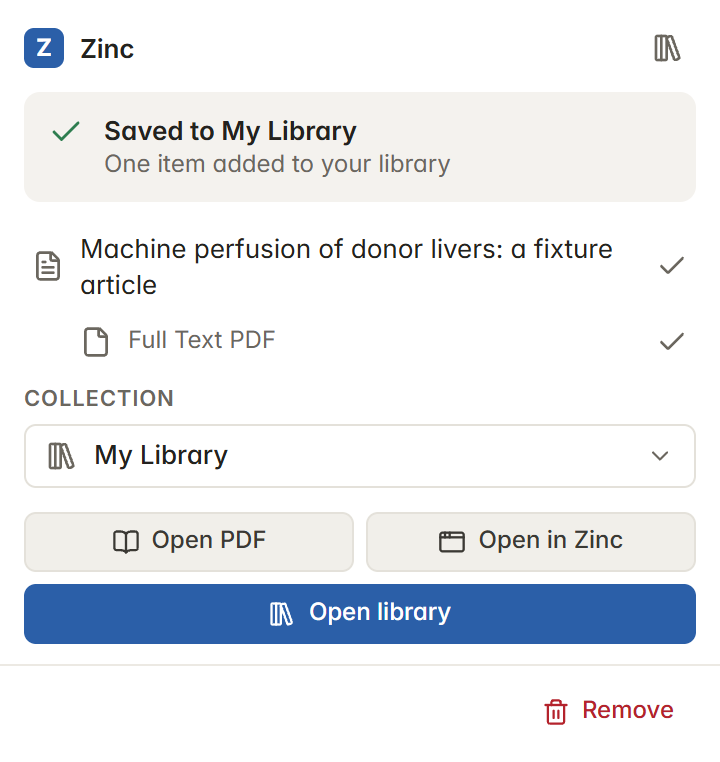 Z Zinc
Saved to My Library
One item added to your library
Machine perfusion of donor livers: a fixture
article
Full Text PDF
COLLECTION
My Library
Open PDF
Open in Zinc
Open library
Remove